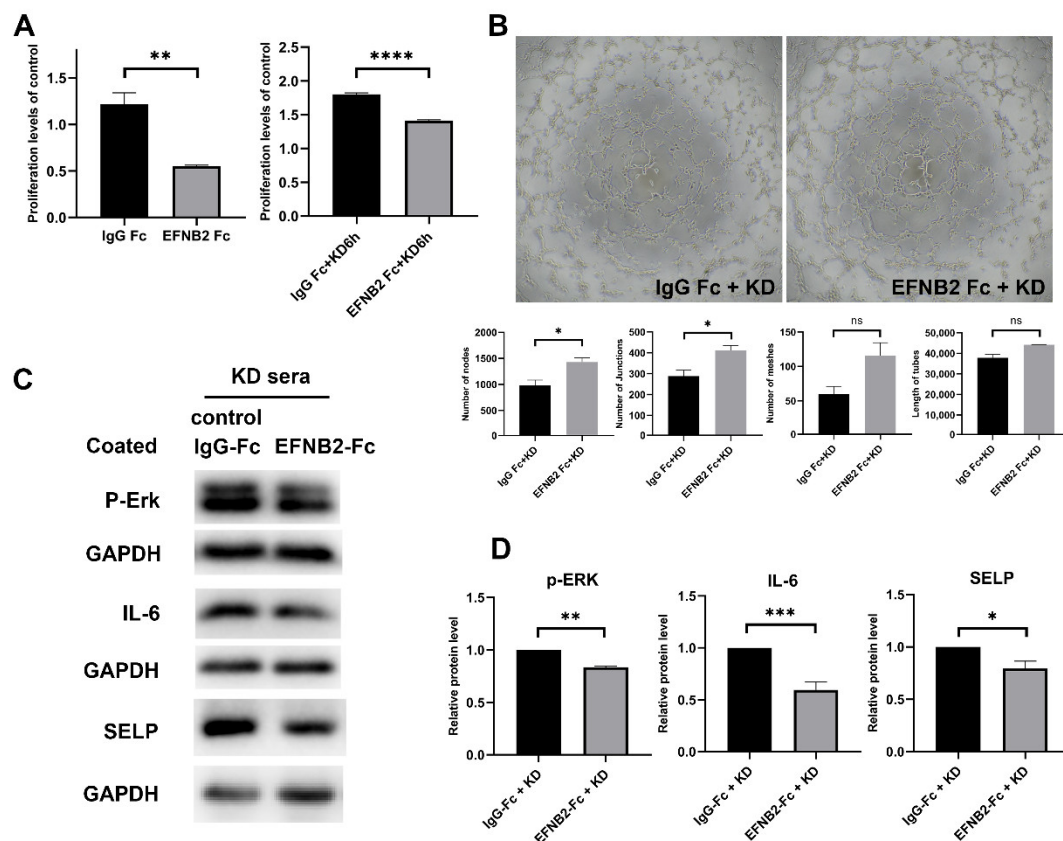 A
Proliferation levels of control
1.5
1.0
0.5
0.0
**
IgG Fc
EFNB2 Fc
Proliferation levels of control
2.5
2.0
1.5
1.0
0.5
0.0
****
IgG Fc+KD6h
EFNB2 Fc+KD6h
B
IgG Fc + KD
EFNB2 Fc + KD
Number of nodes
2000
1500
1000
500
0
*
IgG Fc+KD
EFNB2 Fc+KD
Number of Junctions
500
400
300
200
100
0
*
IgG Fc+KD
EFNB2 Fc+KD
Number of meshes
150
100
50
0
ns
IgG Fc+KD
EFNB2 Fc+KD
Length of tubes
50,000
40,000
30,000
20,000
10,000
0
ns
IgG Fc+KD
EFNB2 Fc+KD
C
KD sera
control
Coated IgG-Fc EFNB2-Fc
P-Erk
GAPDH
IL-6
GAPDH
SELP
GAPDH
D
p-ERK
Relative protein level
1.5
1.0
0.5
0.0
**
IgG-Fc + KD
EFNB2-Fc + KD
IL-6
Relative protein level
1.5
1.0
0.5
0.0
***
IgG-Fc + KD
EFNB2-Fc + KD
SELP
Relative protein level
1.5
1.0
0.5
0.0
*
IgG-Fc + KD
EFNB2-Fc + KD